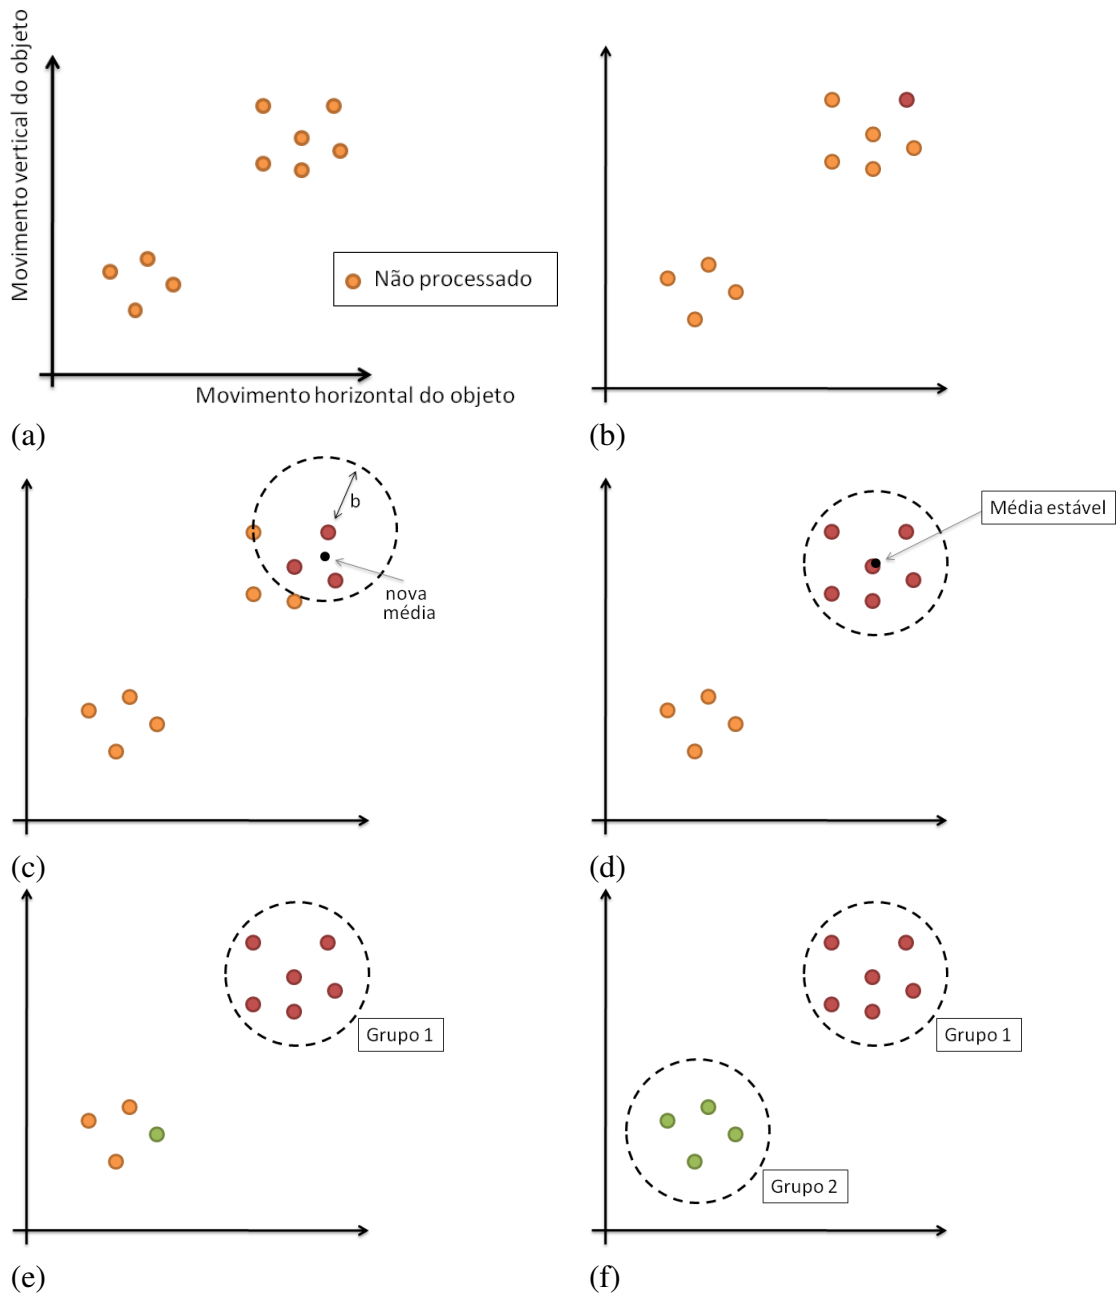 Movimento vertical do objeto
Não processado
Movimento horizontal do objeto
(a)
(b)
b
nova
média
Média estável
(c)
(d)
Grupo 1
Grupo 1
Grupo 2
(e)
(f)